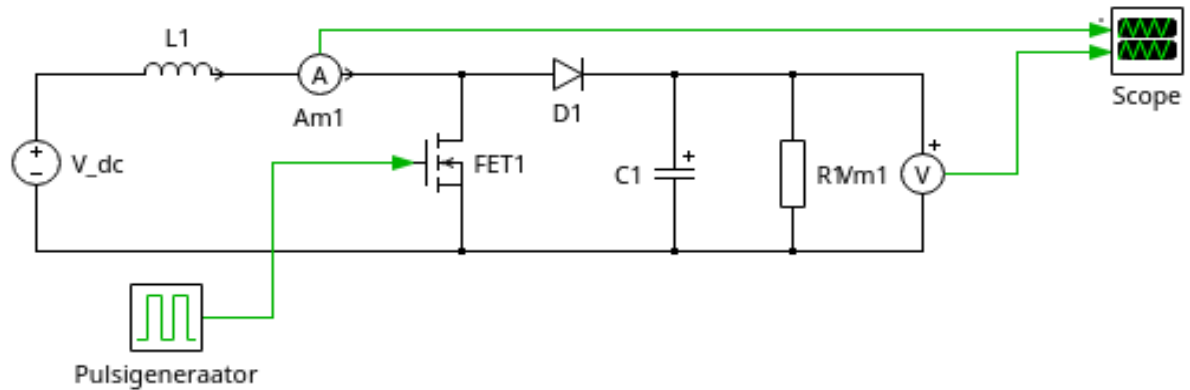 L1
A
Am1
D1
Scope
+
V_dc
FET1
C1
+
R1
Vm1
V
+
Pulsigeneraator